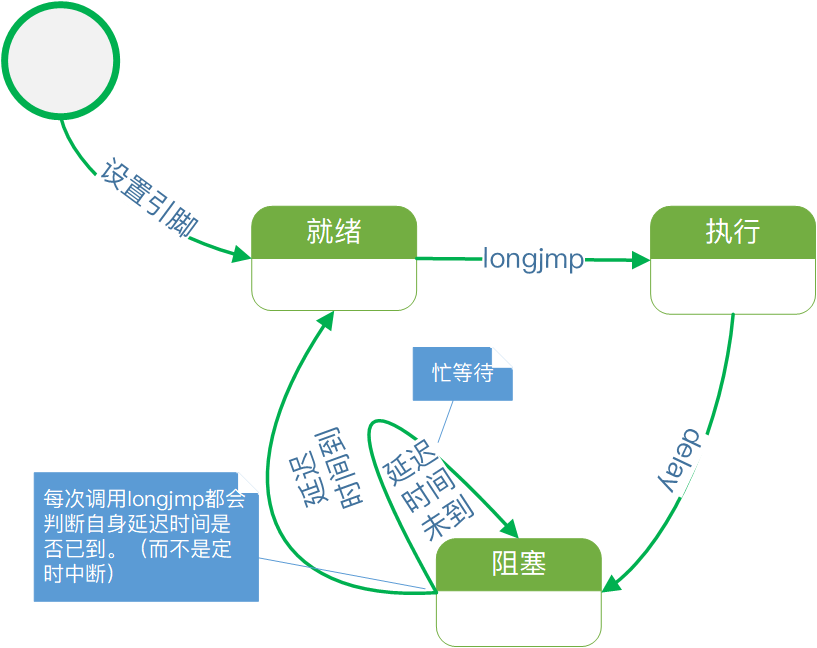 设置引脚
就绪
longjmp
执行
忙等待
延迟
时间到
延迟
时间
未到
delay
每次调用longjmp都会
判断自身延迟时间是
否已到。（而不是定
时中断）
阻塞